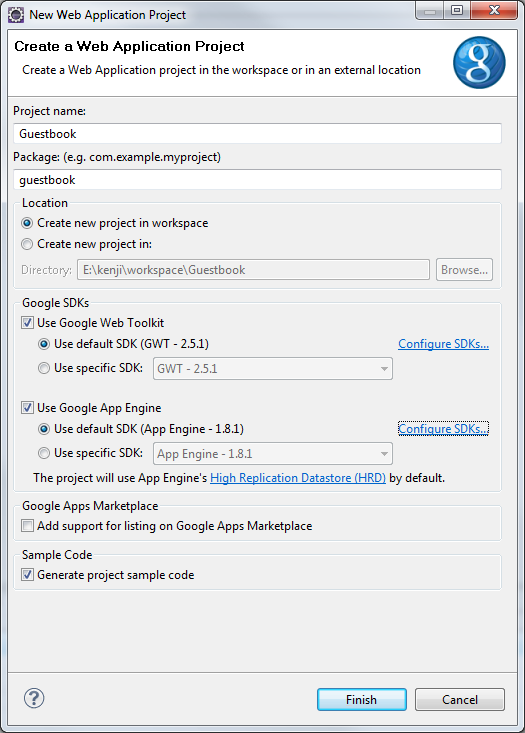 New Web Application Project
Create a Web Application Project
Create a Web Application project in the workspace or in an external location
g
Project name:
Guestbook
Package: (e.g. com.example.myproject)
guestbook
Location
Create new project in workspace
Create new project in:
Directory: E:\kenji\workspace\Guestbook Browse...
Google SDKs
Use Google Web Toolkit
Use default SDK (GWT - 2.5.1) Configure SDKs...
Use specific SDK: GWT - 2.5.1
Use Google App Engine
Use default SDK (App Engine - 1.8.1) Configure SDKs...
Use specific SDK: App Engine - 1.8.1
The project will use App Engine's High Replication Datastore (HRD) by default.
Google Apps Marketplace
Add support for listing on Google Apps Marketplace
Sample Code
Generate project sample code
? Finish Cancel